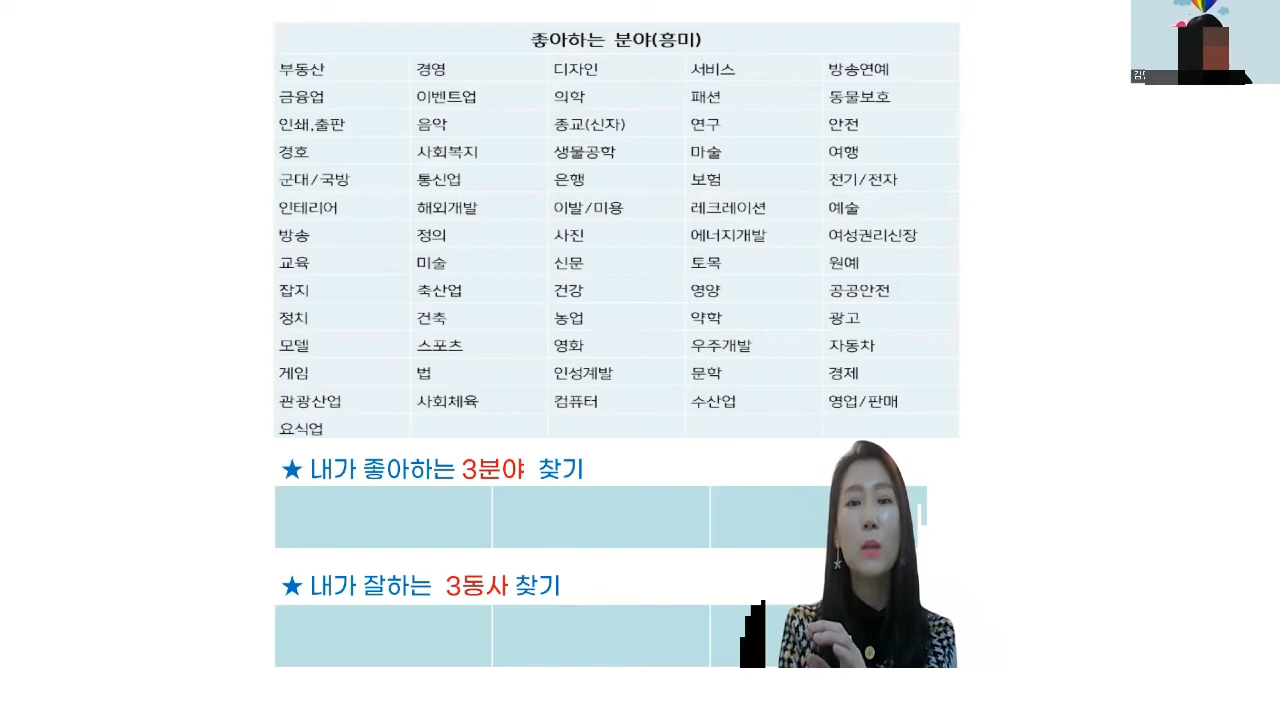 좋아하는 분야(흥미)
부동산 경영 디자인 서비스 방송연예
금융업 이벤트업 의학 패션 동물보호
인쇄,출판 음악 종교(신자) 연구 안전
경호 사회복지 생물공학 마술 여행
군대/국방 통신업 은행 보험 전기/전자
인테리어 해외개발 이발/미용 레크레이션 예술
방송 정의 사진 에너지개발 여성권리신장
교육 미술 신문 토목 원예
잡지 축산업 건강 영양 공공안전
정치 건축 농업 약학 광고
모델 스포츠 영화 우주개발 자동차
게임 법 인성계발 문학 경제
관광산업 사회체육 컴퓨터 수산업 영업/판매
요식업
★ 내가 좋아하는 3분야 찾기
★ 내가 잘하는 3동사 찾기